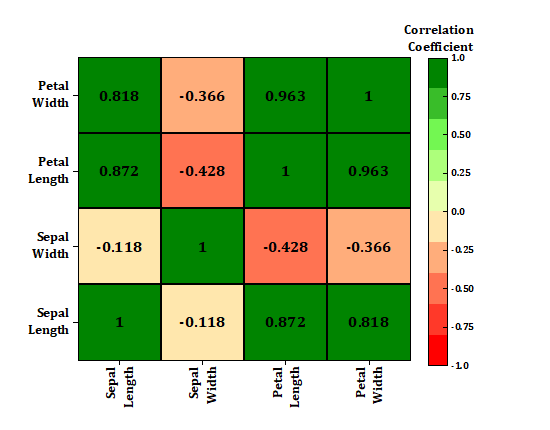 Correlation
Coefficient
1.0
0.75
0.50
0.25
0.0
-0.25
-0.50
-0.75
-1.0
Petal
Width
0.818 -0.366 0.963 1
Petal
Length
0.872 -0.428 1 0.963
Sepal
Width
-0.118 1 -0.428 -0.366
Sepal
Length
1 -0.118 0.872 0.818
Sepal
Length
Sepal
Width
Petal
Length
Petal
Width